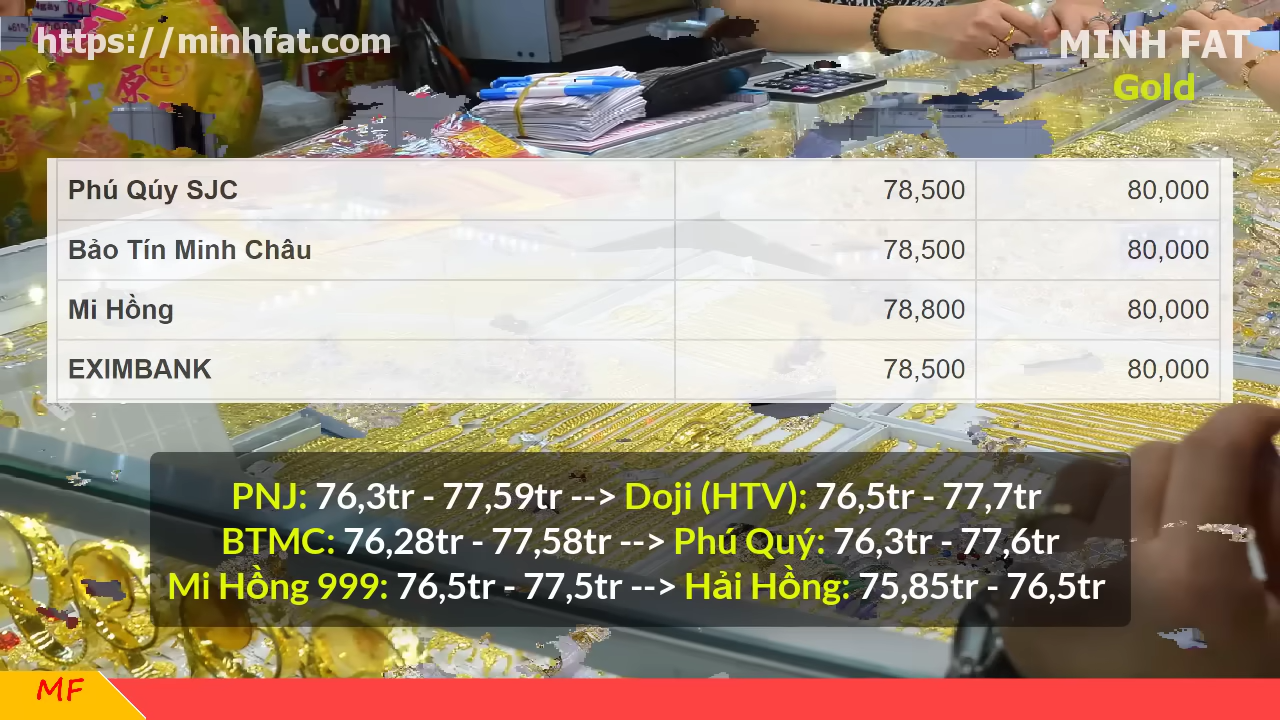 https://minhfat.com
MINH FAT
Gold
Phú Qúy SJC 78,500 80,000
Bảo Tín Minh Châu 78,500 80,000
Mi Hồng 78,800 80,000
EXIMBANK 78,500 80,000
PNJ: 76,3tr - 77,59tr --> Doji (HTV): 76,5tr - 77,7tr
BTMC: 76,28tr - 77,58tr --> Phú Quý: 76,3tr - 77,6tr
Mi Hồng 999: 76,5tr - 77,5tr --> Hải Hồng: 75,85tr - 76,5tr
MF